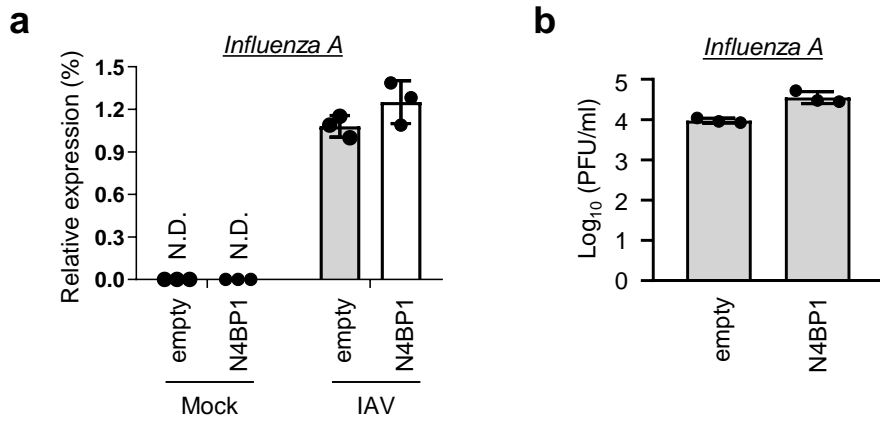 a
Influenza A
Relative expression (%)
1.5
1.2
0.9
0.6
0.3
0.0
N.D.
N.D.
empty
N4BP1
empty
N4BP1
Mock
IAV
b
Influenza A
Log10 (PFU/ml)
5
4
3
2
1
0
empty
N4BP1